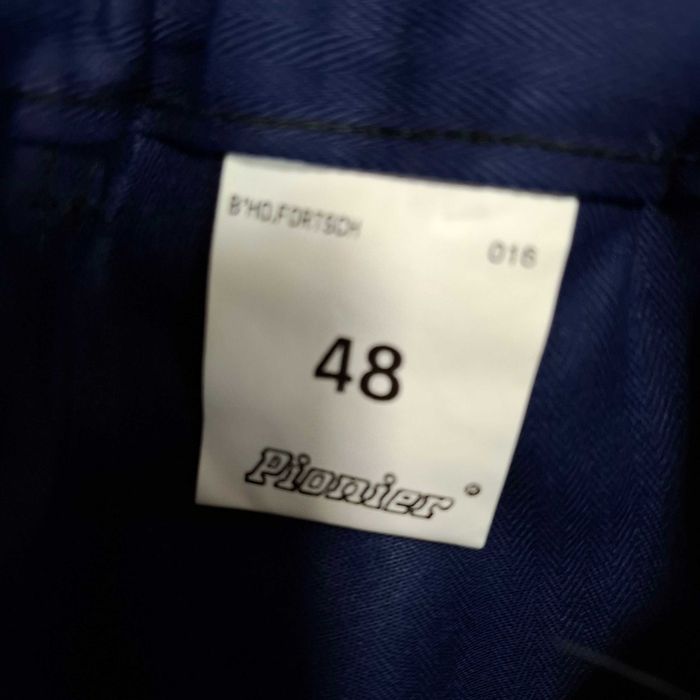 B'HO.FORTSCH
016
48
Pionier ®